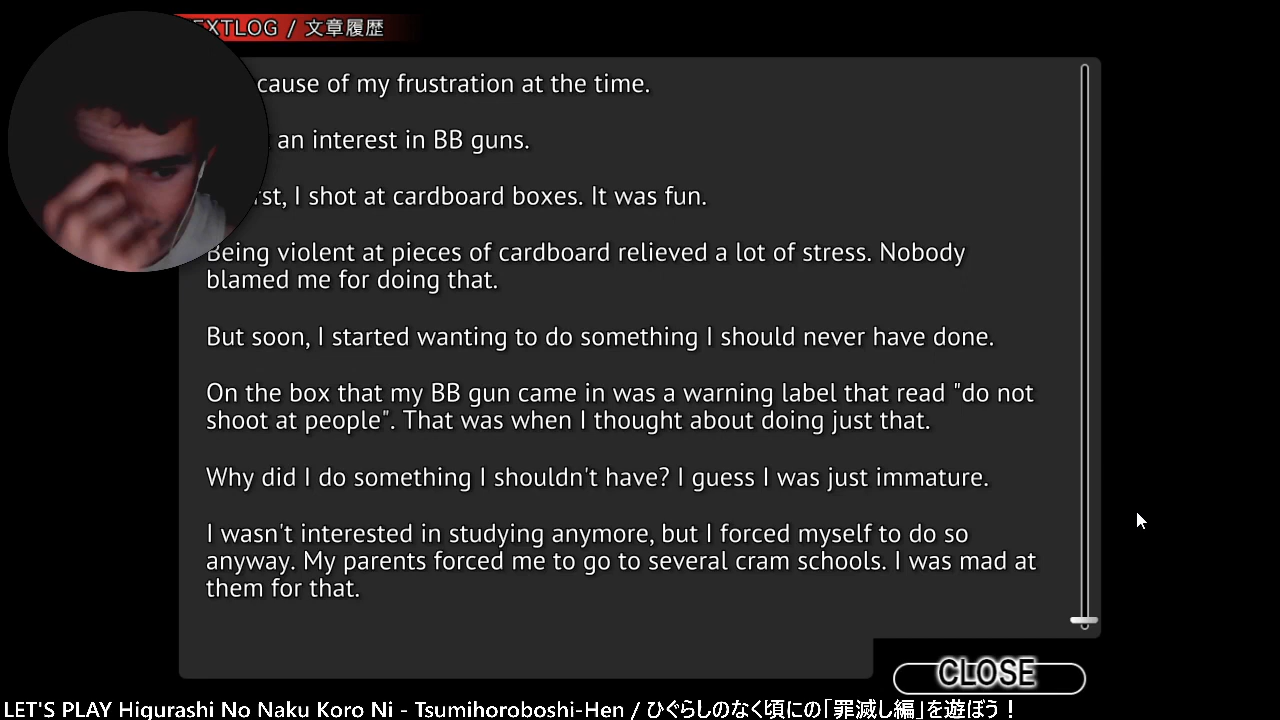 EXTLOG / 文章履歴
cause of my frustration at the time.
an interest in BB guns.
rst, I shot at cardboard boxes. It was fun.
Being violent at pieces of cardboard relieved a lot of stress. Nobody
blamed me for doing that.
But soon, I started wanting to do something I should never have done.
On the box that my BB gun came in was a warning label that read "do not
shoot at people". That was when I thought about doing just that.
Why did I do something I shouldn't have? I guess I was just immature.
I wasn't interested in studying anymore, but I forced myself to do so
anyway. My parents forced me to go to several cram schools. I was mad at
them for that.
CLOSE
LET'S PLAY Higurashi No Naku Koro Ni - Tsumihoroboshi-Hen / ひぐらしのなく頃にの「罪滅し編」を遊ぼう！